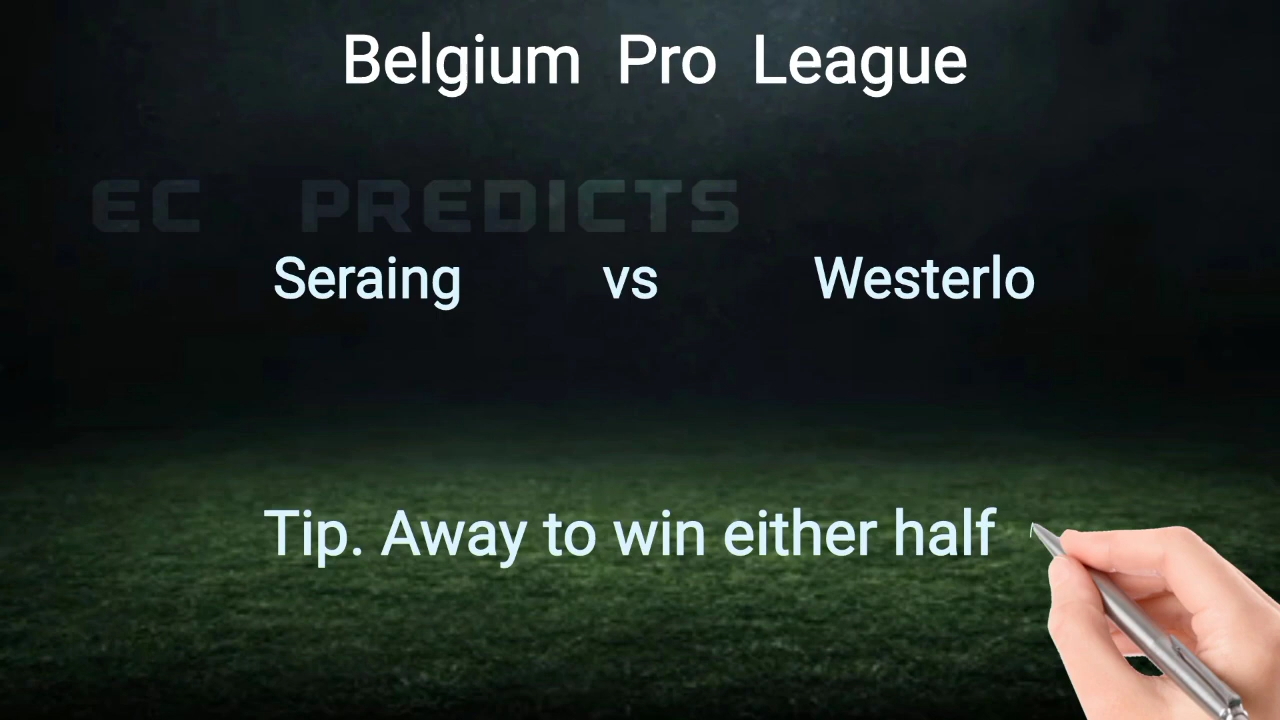 Belgium Pro League
EC PREDICTS
Seraing vs Westerlo
Tip. Away to win either half